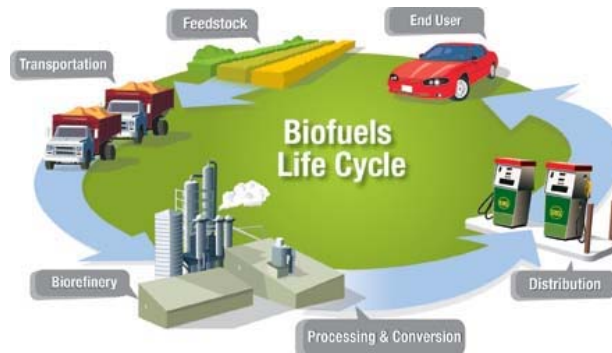 Feedstock
End User
Transportation
Biofuels
Life Cycle
Biorefinery
Distribution
Processing & Conversion